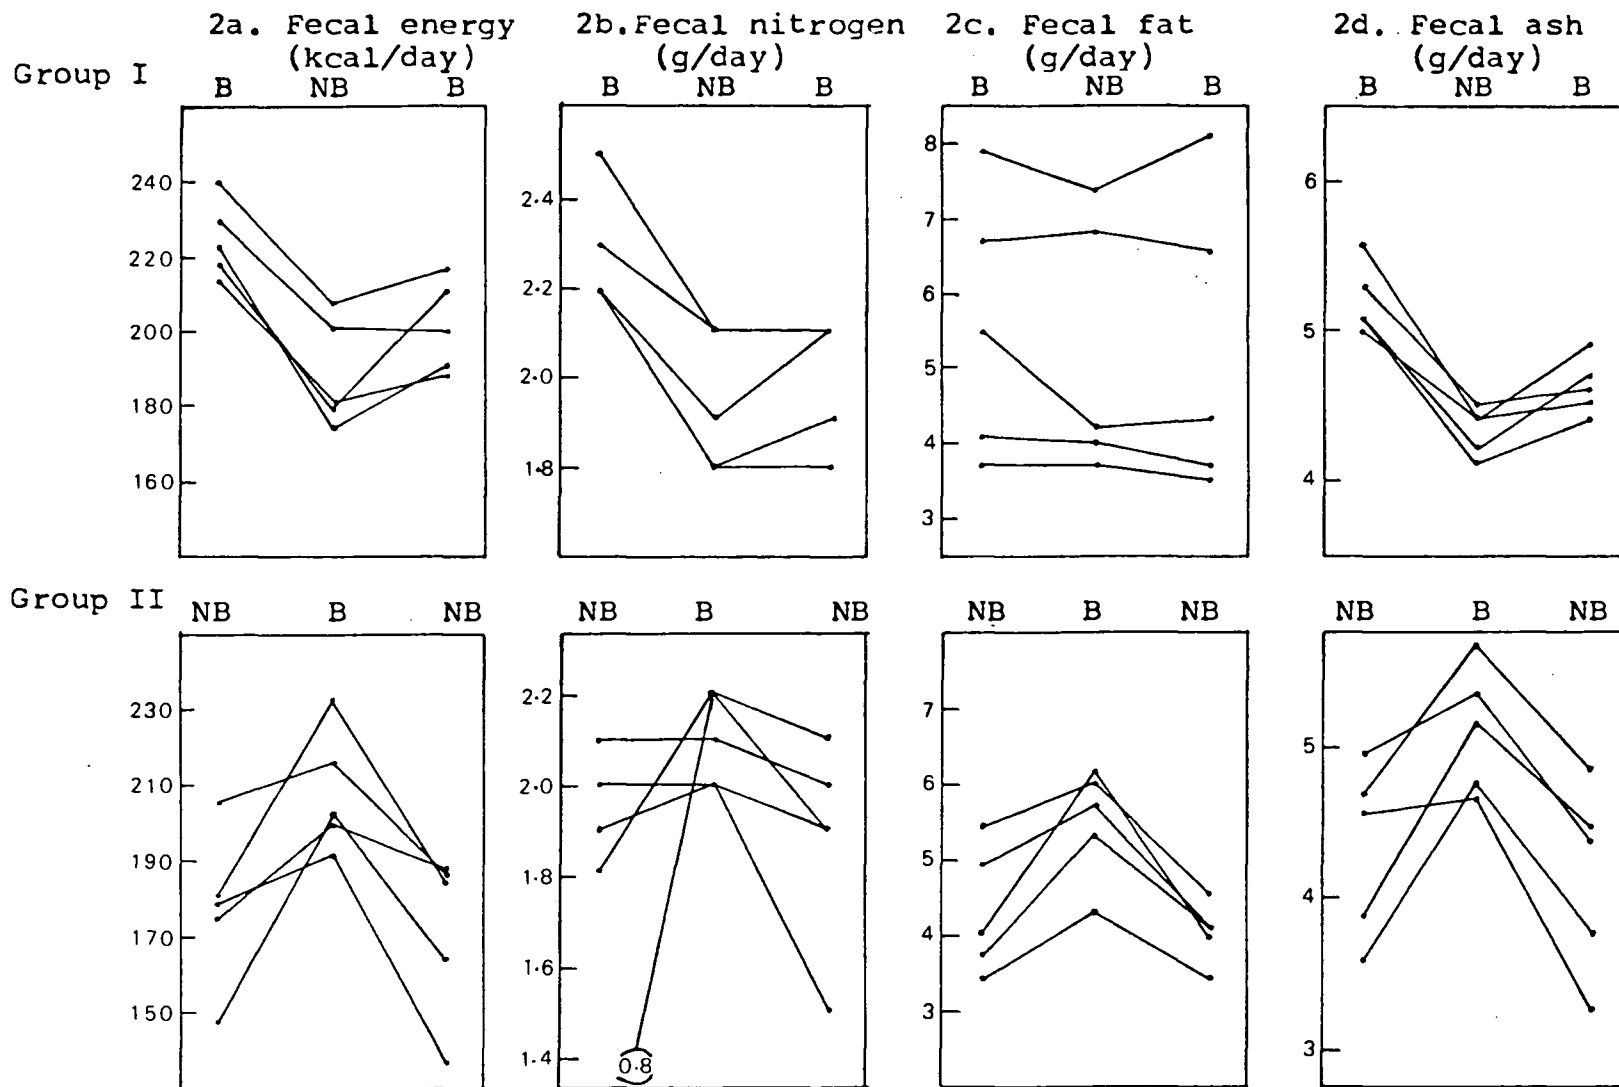 2a. Fecal energy
(kcal/day)
2b. Fecal nitrogen
(g/day)
2c. Fecal fat
(g/day)
2d. Fecal ash
(g/day)
Group I
B NB B
B NB B
B NB B
B NB B
240
220
200
180
160
2.4
2.2
2.0
1.8
8
7
6
5
4
3
6
5
4
Group II
NB B NB
NB B NB
NB B NB
NB B NB
230
210
190
170
150
2.2
2.0
1.8
1.6
1.4
(0.8)
7
6
5
4
3
5
4
3